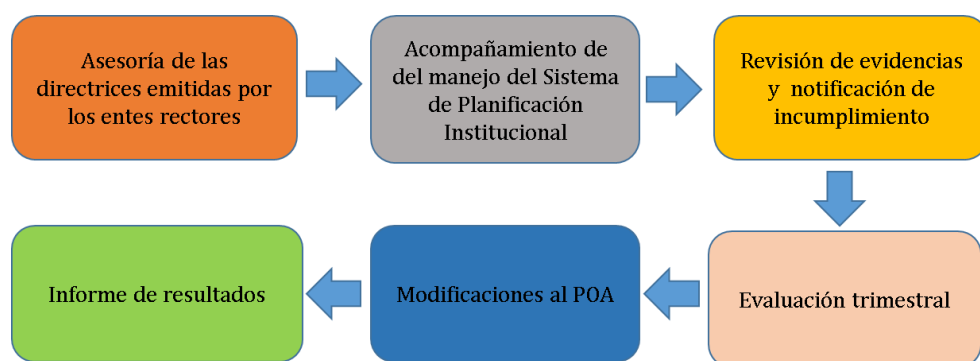 Asesoría de las
directrices emitidas por
los entes rectores
Acompañamiento de
del manejo del Sistema
de Planificación
Institucional
Revisión de evidencias
y notificación de
incumplimiento
Evaluación trimestral
Modificaciones al POA
Informe de resultados